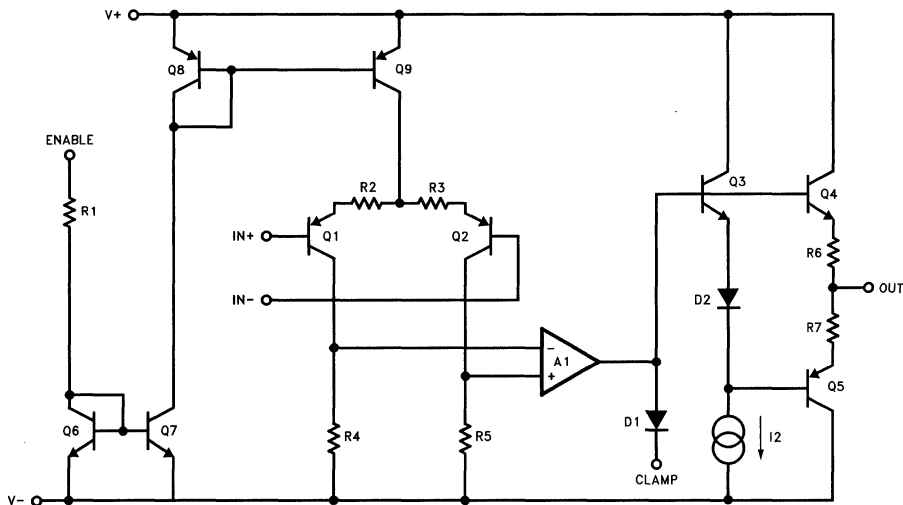 V+
Q8
Q9
ENABLE
R1
R2
R3
Q3
Q4
IN+
Q1
Q2
R6
IN-
D2
OUT
R7
-
A1
+
Q5
Q6
Q7
R4
R5
D1
I2
CLAMP
V-